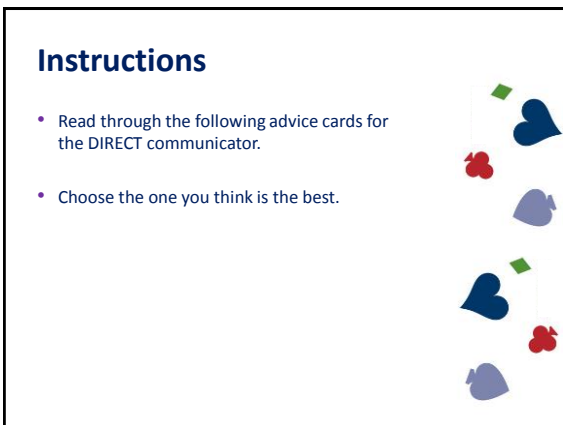 Instructions
• Read through the following advice cards for
the DIRECT communicator.
• Choose the one you think is the best.